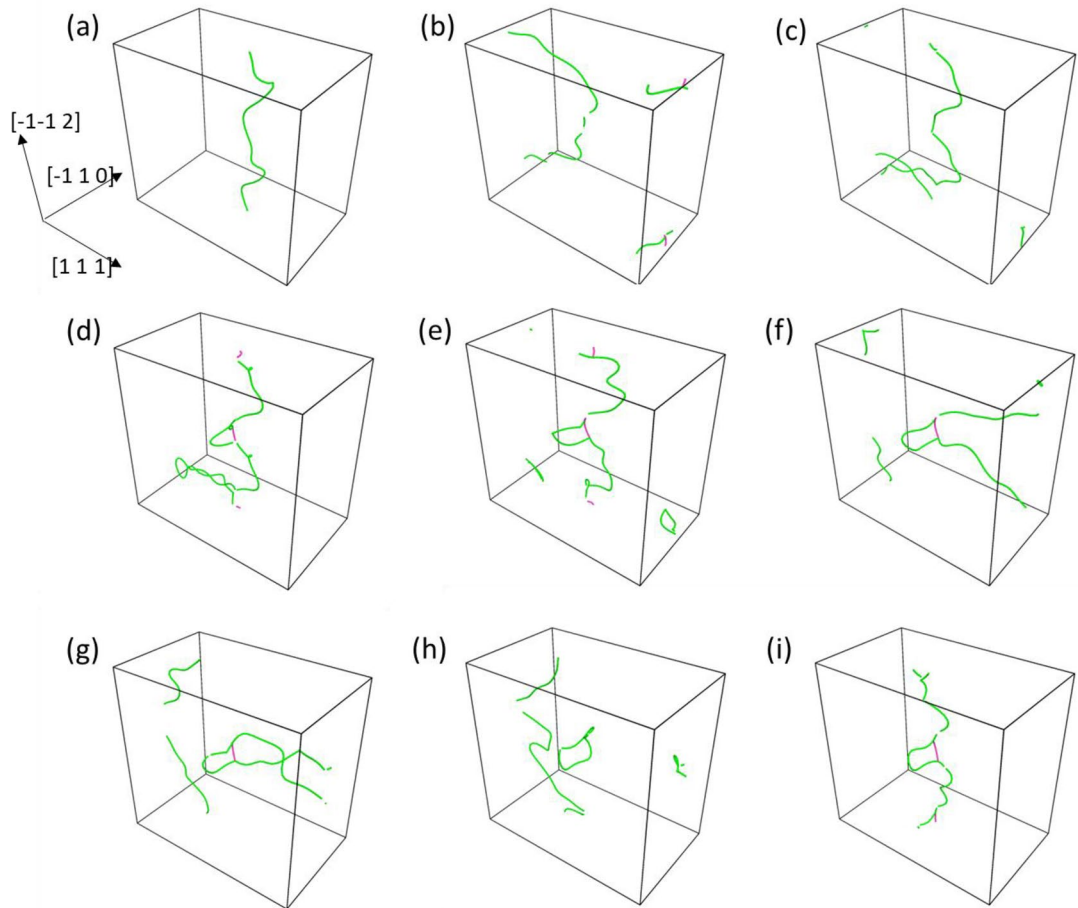 (a)
(b)
(c)
[-1-1 2]
[-1 1 0]
[1 1 1]
(d)
(e)
(f)
(g)
(h)
(i)